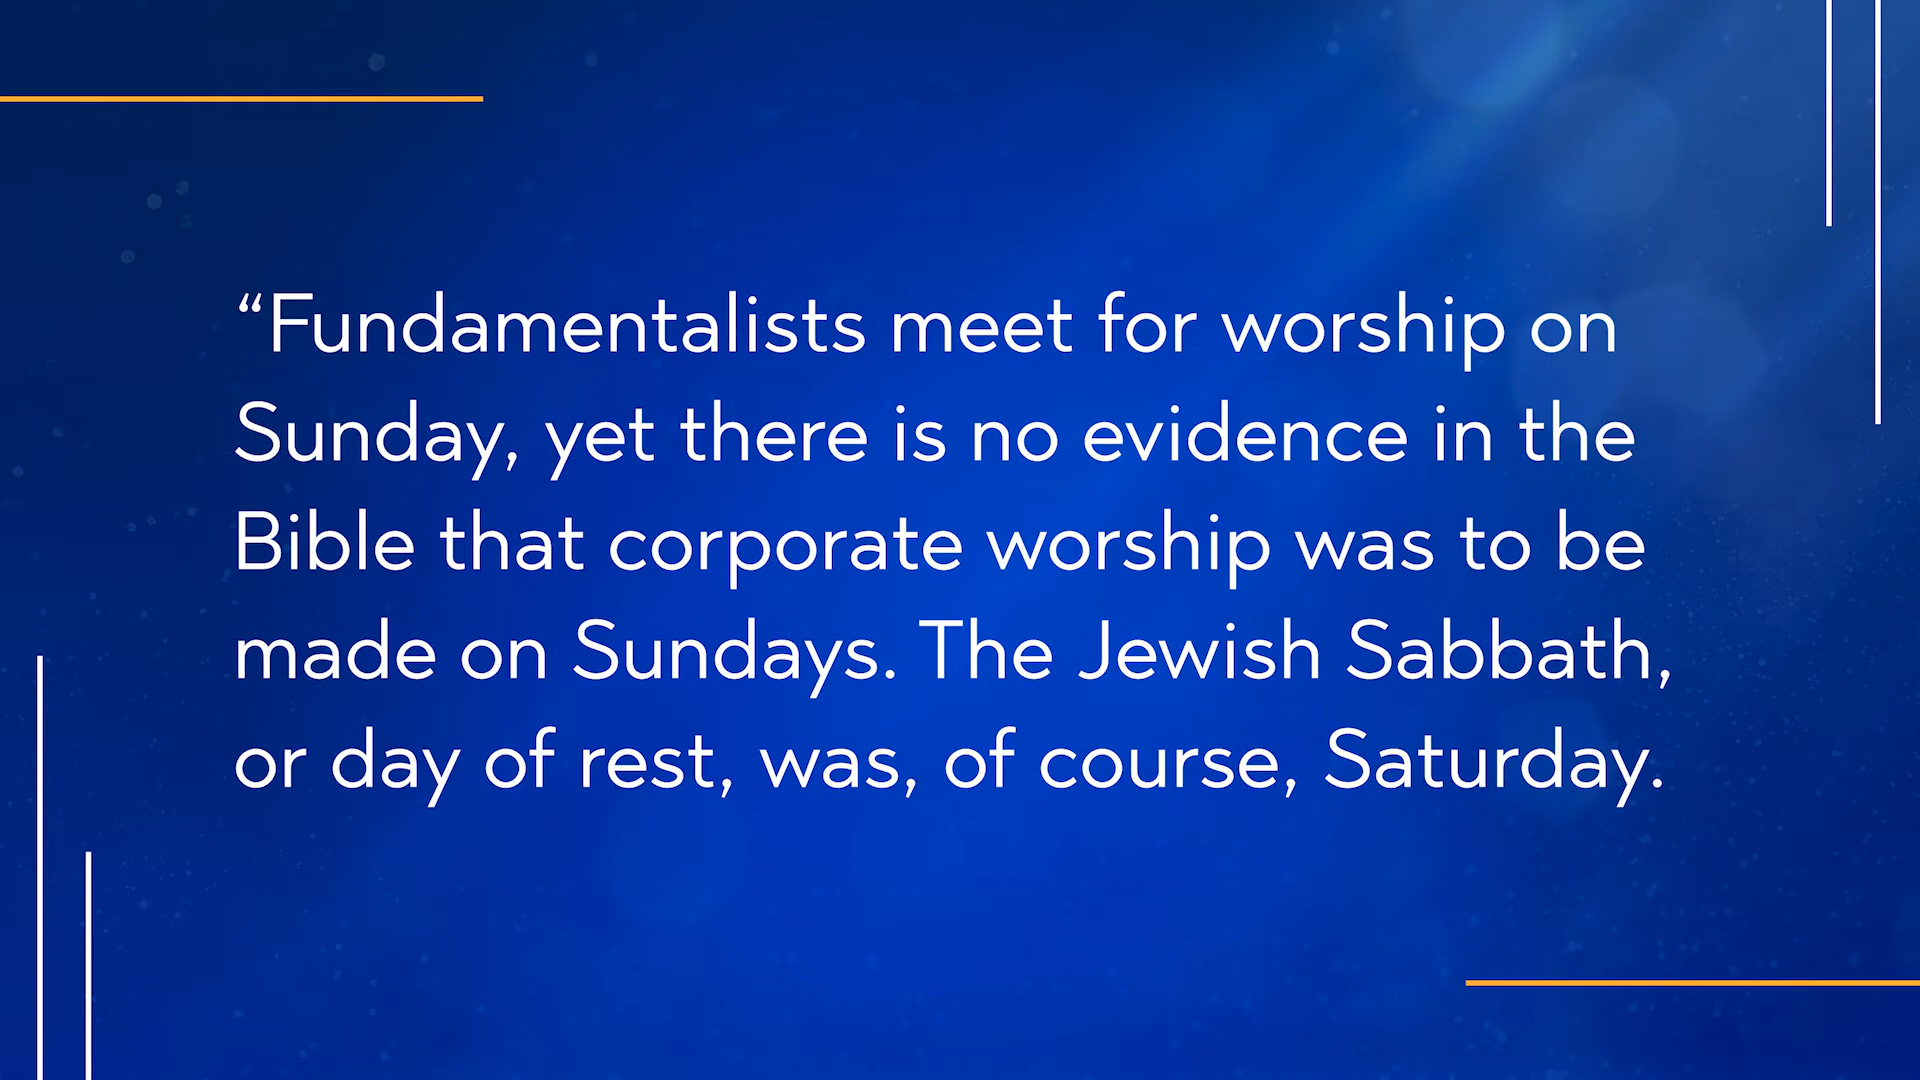 “Fundamentalists meet for worship on
Sunday, yet there is no evidence in the
Bible that corporate worship was to be
made on Sundays. The Jewish Sabbath,
or day of rest, was, of course, Saturday.